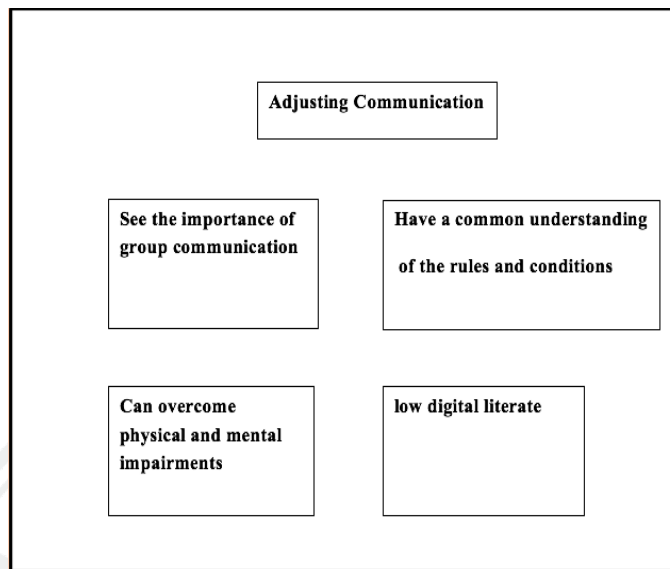 Adjusting Communication
See the importance of
group communication
Have a common understanding
of the rules and conditions
Can overcome
physical and mental
impairments
low digital literate